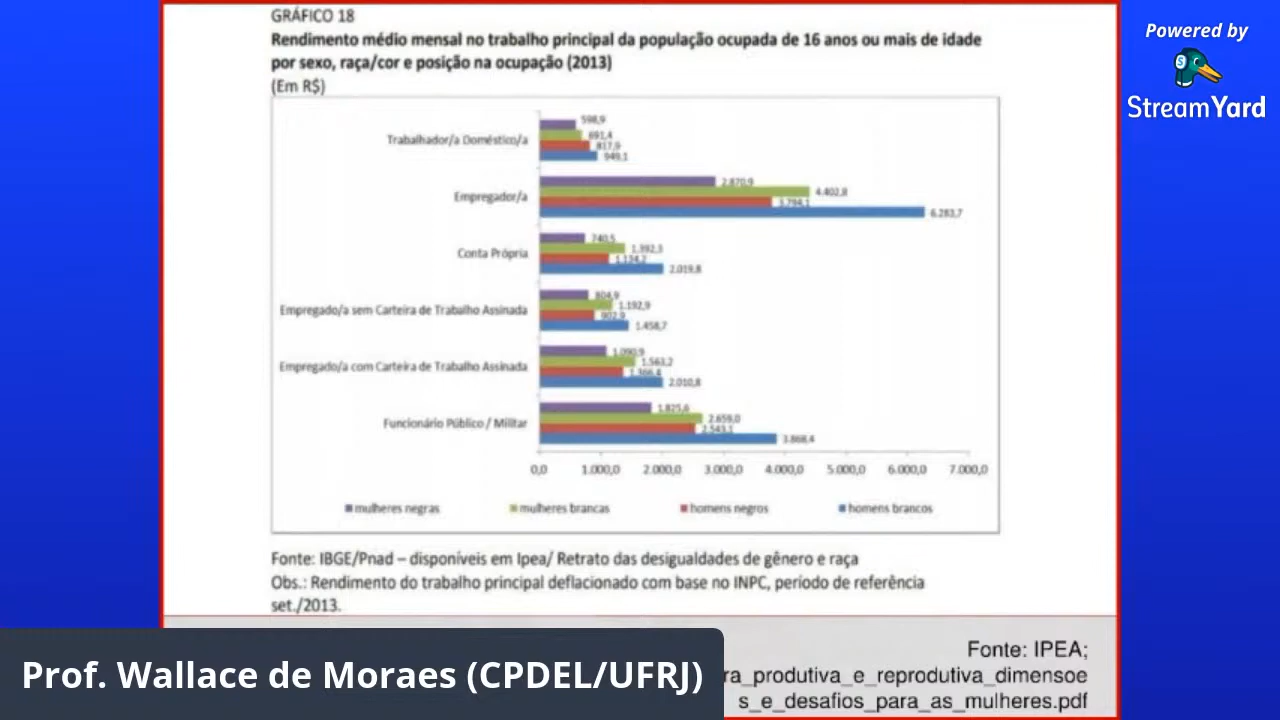 GRÁFICO 18
Rendimento médio mensal no trabalho principal da população ocupada de 16 anos ou mais de idade
por sexo, raça/cor e posição na ocupação (2013)
(Em R$)
Trabalhador/a Doméstico/a
598,9
691,4
817,9
949,1
Empregador/a
2.870,9
4.402,8
3.794,1
6.283,7
Conta Própria
740,5
1.392,3
1.134,2
2.019,8
Empregado/a sem Carteira de Trabalho Assinada
804,9
1.192,9
902,9
1.458,7
Empregado/a com Carteira de Trabalho Assinada
1.090,9
1.563,2
1.366,4
2.010,8
Funcionário Público / Militar
1.825,6
2.659,0
2.543,1
3.868,4
0,0 1.000,0 2.000,0 3.000,0 4.000,0 5.000,0 6.000,0 7.000,0
mulheres negras mulheres brancas homens negros homens brancos
Fonte: IBGE/Pnad – disponíveis em Ipea/ Retrato das desigualdades de gênero e raça
Obs.: Rendimento do trabalho principal deflacionado com base no INPC, período de referência
set./2013.
Fonte: IPEA;
ra_produtiva_e_reprodutiva_dimensoe
s_e_desafios_para_as_mulheres.pdf
Prof. Wallace de Moraes (CPDEL/UFRJ)
Powered by
StreamYard